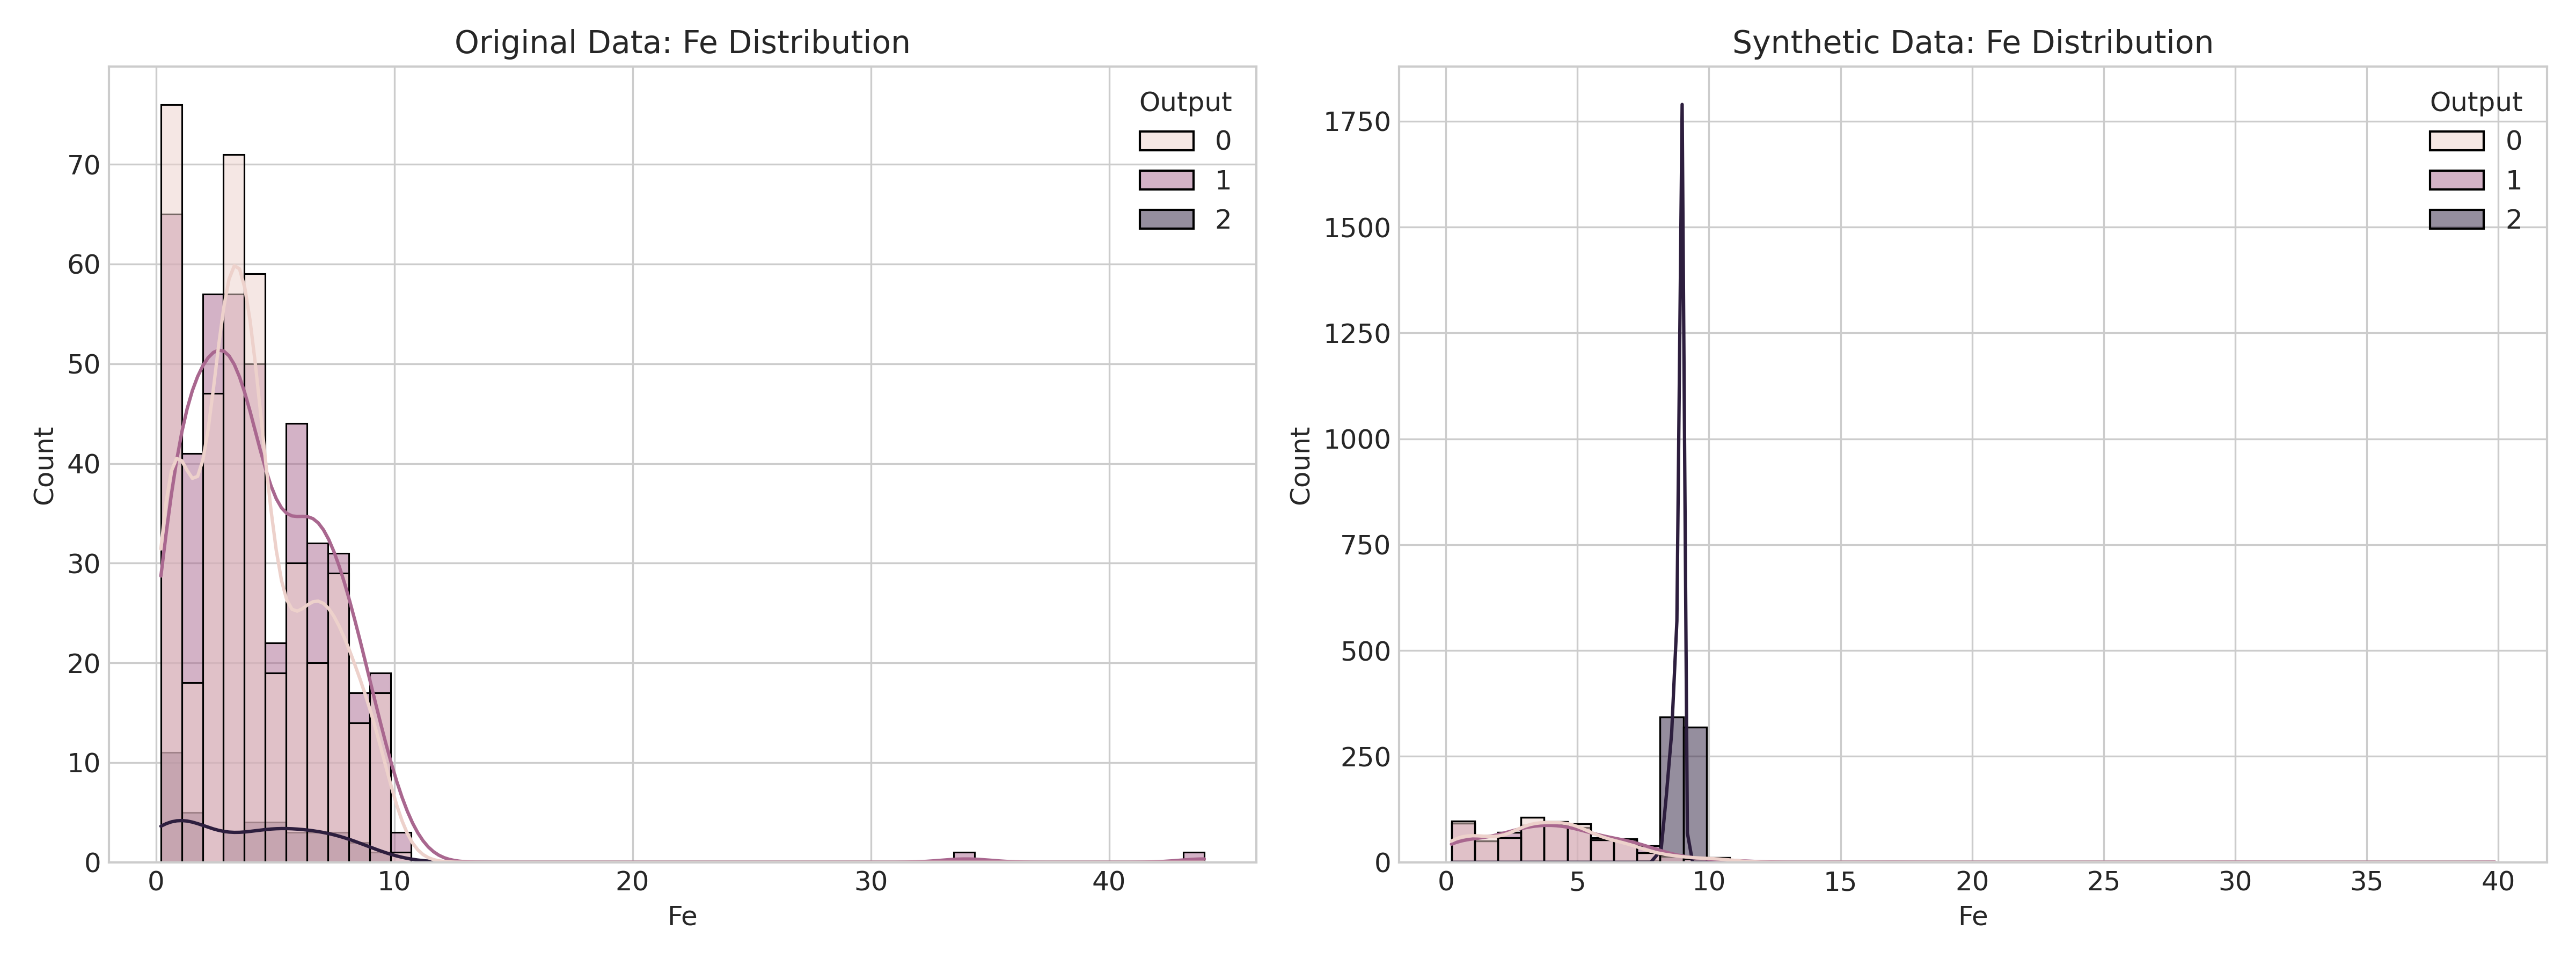 Original Data: Fe Distribution
Output
0
1
2
70
60
50
40
30
20
10
0
Count
0 10 20 30 40
Fe
Synthetic Data: Fe Distribution
Output
0
1
2
1750
1500
1250
1000
750
500
250
0
Count
0 5 10 15 20 25 30 35 40
Fe